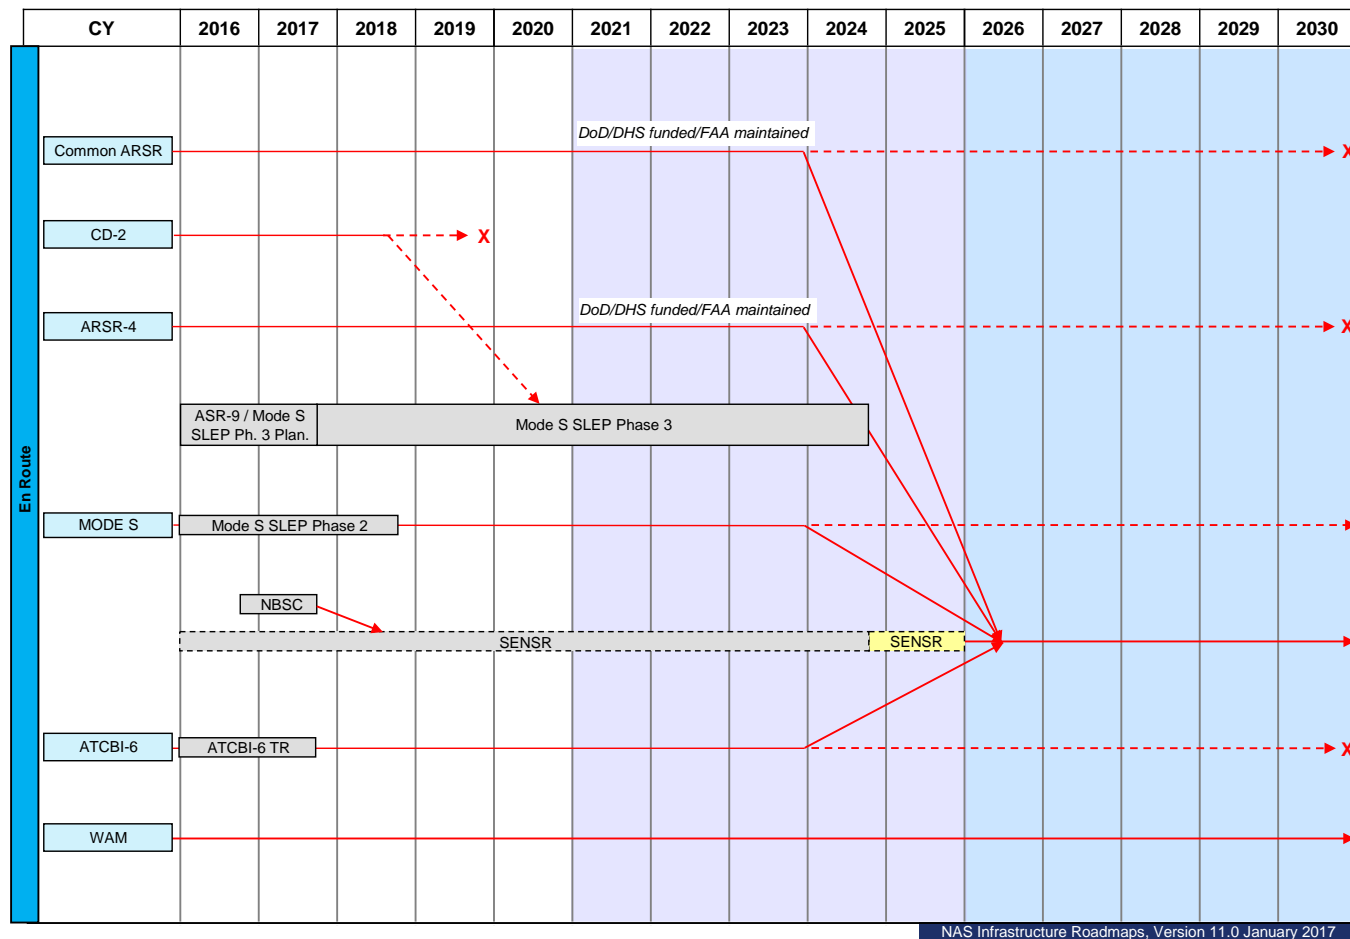 CY 2016 2017 2018 2019 2020 2021 2022 2023 2024 2025 2026 2027 2028 2029 2030
En Route
DoD/DHS funded/FAA maintained
Common ARSR
X
CD-2
X
DoD/DHS funded/FAA maintained
ARSR-4
X
ASR-9 / Mode S
SLEP Ph. 3 Plan.
Mode S SLEP Phase 3
MODE S
Mode S SLEP Phase 2
NBSC
SENSR
SENSR
ATCBI-6
ATCBI-6 TR
X
WAM
NAS Infrastructure Roadmaps, Version 11.0 January 2017